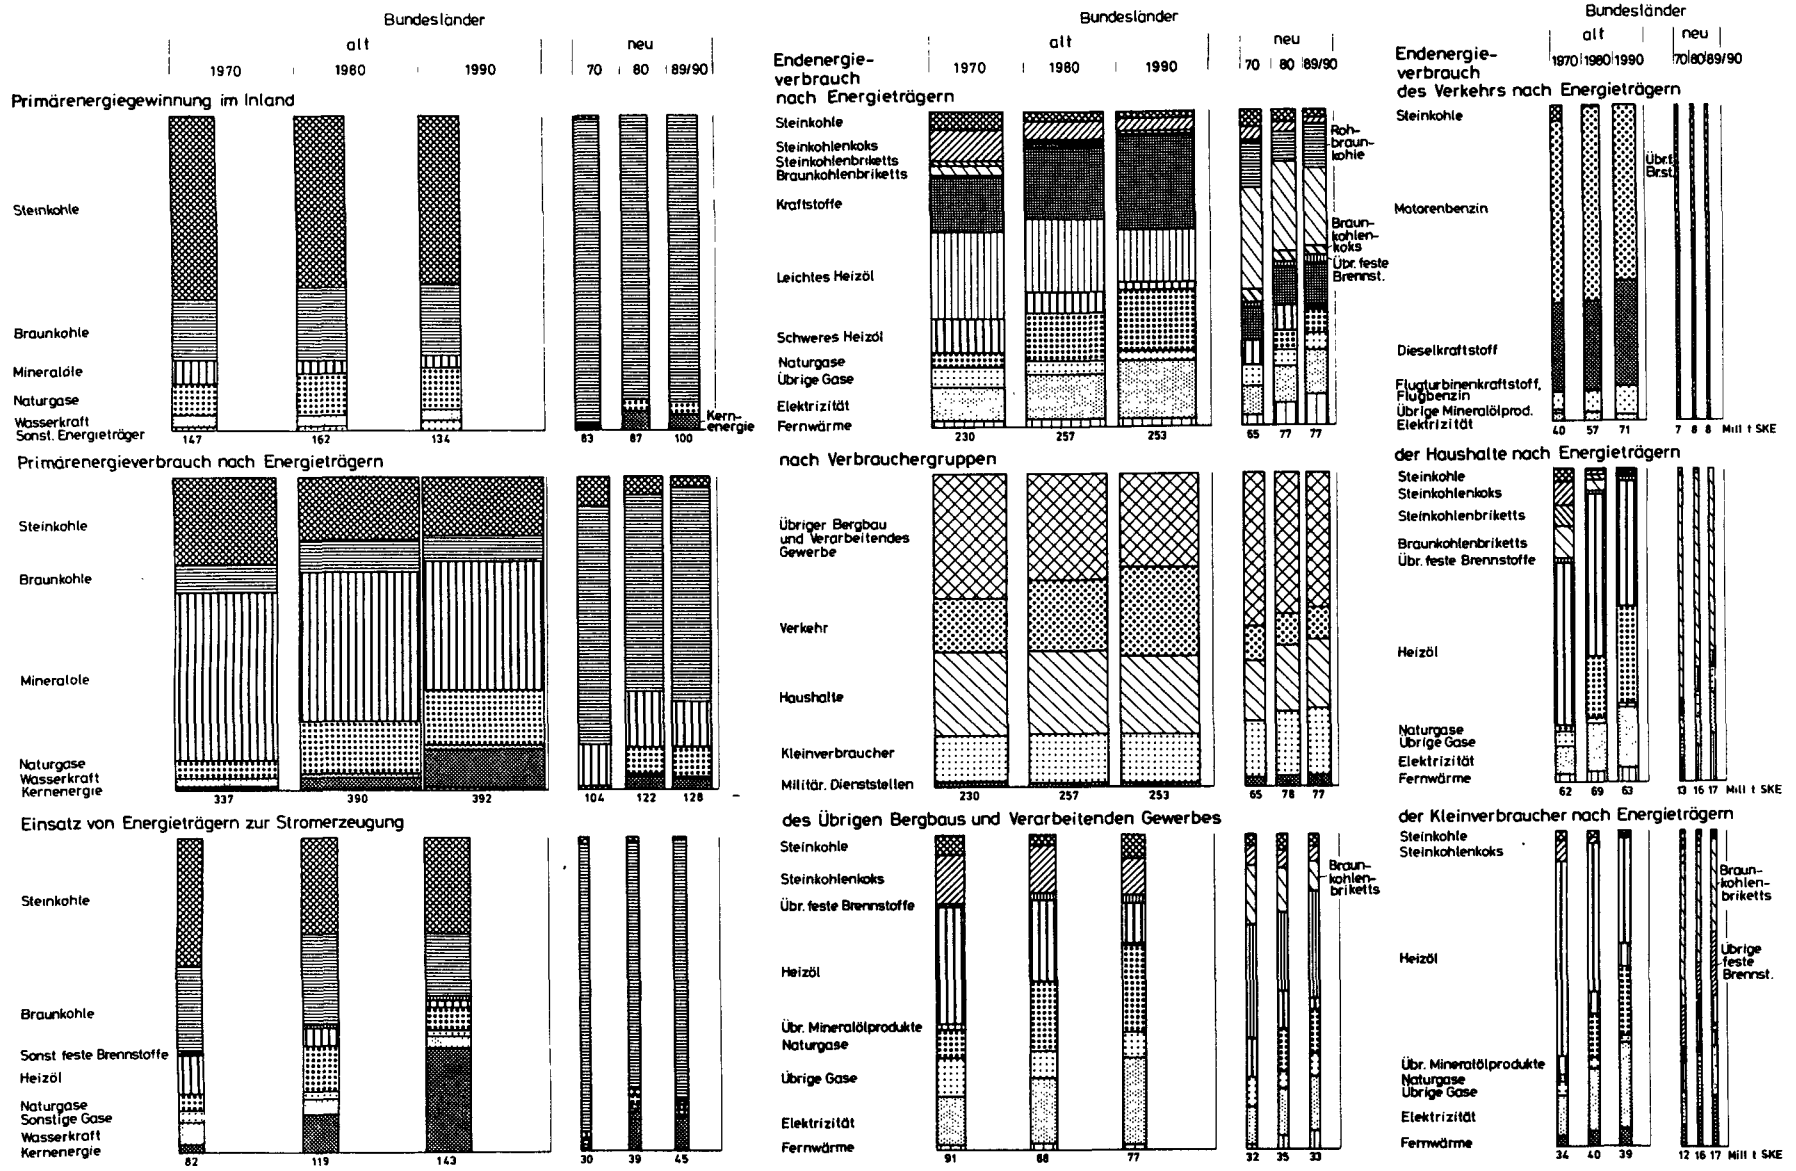 Bundesländer
alt
neu
1970
1980
1990
70
80
89/90
Primärenergiegewinnung im Inland
Steinkohle
Braunkohle
Mineralöle
Naturgase
Wasserkraft
Sonst. Energieträger
Kern-
energie
147
162
134
83
87
100
Primärenergieverbrauch nach Energieträgern
Steinkohle
Braunkohle
Mineralöle
Naturgase
Wasserkraft
Kernenergie
337
390
392
104
122
128
Einsatz von Energieträgern zur Stromerzeugung
Steinkohle
Braunkohle
Sonst feste Brennstoffe
Heizöl
Naturgase
Sonstige Gase
Wasserkraft
Kernenergie
82
119
143
30
39
45
Bundesländer
alt
neu
Endenergie-
verbrauch
1970
1980
1990
70
80
89/90
nach Energieträgern
Steinkohle
Steinkohlenkoks
Steinkohlenbriketts
Braunkohlenbriketts
Kraftstoffe
Leichtes Heizöl
Schweres Heizöl
Naturgase
Übrige Gase
Elektrizität
Fernwärme
Roh-
braun-
kohle
Braun-
kohlen-
koks
Übr. feste
Brennst.
230
257
253
65
77
77
nach Verbrauchergruppen
Übriger Bergbau
und Verarbeitendes
Gewerbe
Verkehr
Haushalte
Kleinverbraucher
Militär. Dienststellen
230
257
253
65
78
77
des Übrigen Bergbaus und Verarbeitenden Gewerbes
Steinkohle
Steinkohlenkoks
Übr. feste Brennstoffe
Heizöl
Übr. Mineralölprodukte
Naturgase
Übrige Gase
Elektrizität
Fernwärme
Braun-
kohlen-
briketts
91
68
77
32
35
33
Bundesländer
alt
neu
Endenergie-
verbrauch
1970
1980
1990
70
80
89/90
des Verkehrs nach Energieträgern
Steinkohle
Übr. f.
Br.st.
Motorenbenzin
Dieselkraftstoff
Flugturbinenkraftstoff,
Flugbenzin
Übrige Mineralölprod.
Elektrizität
40
57
71
7
8
8
Mill t SKE
der Haushalte nach Energieträgern
Steinkohle
Steinkohlenkoks
Steinkohlenbriketts
Braunkohlenbriketts
Übr. feste Brennstoffe
Heizöl
Naturgase
Übrige Gase
Elektrizität
Fernwärme
62
69
63
13
16
17
Mill t SKE
der Kleinverbraucher nach Energieträgern
Steinkohle
Steinkohlenkoks
Braun-
kohlen-
briketts
Heizöl
Übrige
feste
Brennst.
Übr. Mineralölprodukte
Naturgase
Übrige Gase
Elektrizität
Fernwärme
34
40
39
12
16
17
Mill t SKE